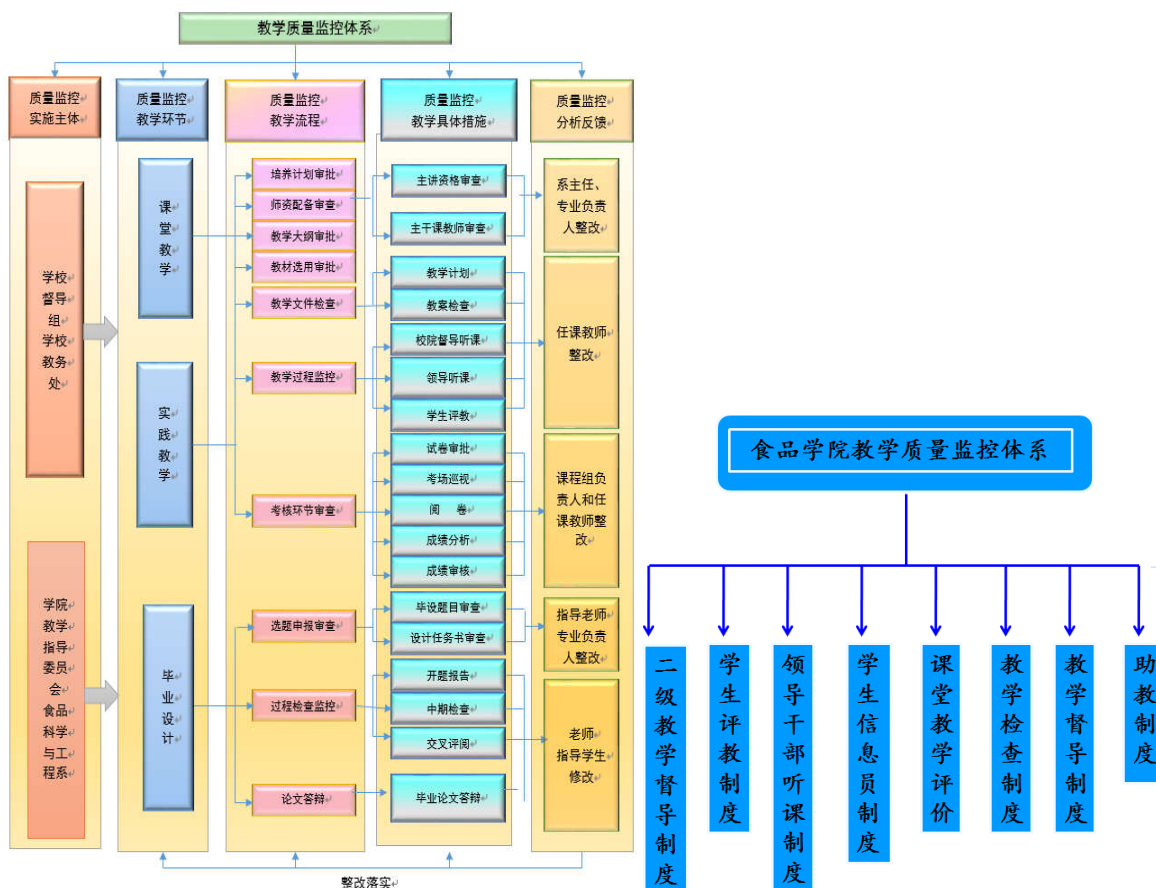 教学质量监控体系
质量监控
实施主体
质量监控
教学环节
质量监控
教学流程
质量监控
教学具体措施
质量监控
分析反馈
学校
督导
组
学校
教务
处
学院
教学
指导
委员
会
食品
科学
与工
程系
课
堂
教
学
实
践
教
学
毕
业
设
计
培养计划审批
师资配备审查
教学大纲审批
教材选用审批
教学文件检查
教学过程监控
考核环节审查
选题申报审查
过程检查监控
论文答辩
主讲资格审查
主干课教师审查
教学计划
教案检查
校院督导听课
领导听课
学生评教
试卷审批
考场巡视
阅 卷
成绩分析
成绩审核
毕设题目审查
设计任务书审查
开题报告
中期检查
交叉评阅
毕业论文答辩
系主任、
专业负责
人整改
任课教师
整改
课程组负
责人和任
课教师整
改
指导老师
专业负责
人整改
老师
指导学生
修改
整改落实
食品学院教学质量监控体系
二级教学督导制度
学生评教制度
领导干部听课制度
学生信息员制度
课堂教学评价
教学检查制度
教学督导制度
助教制度